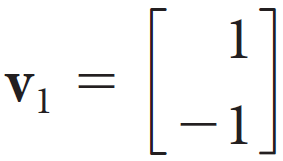 v₁ = [ 1
-1 ]